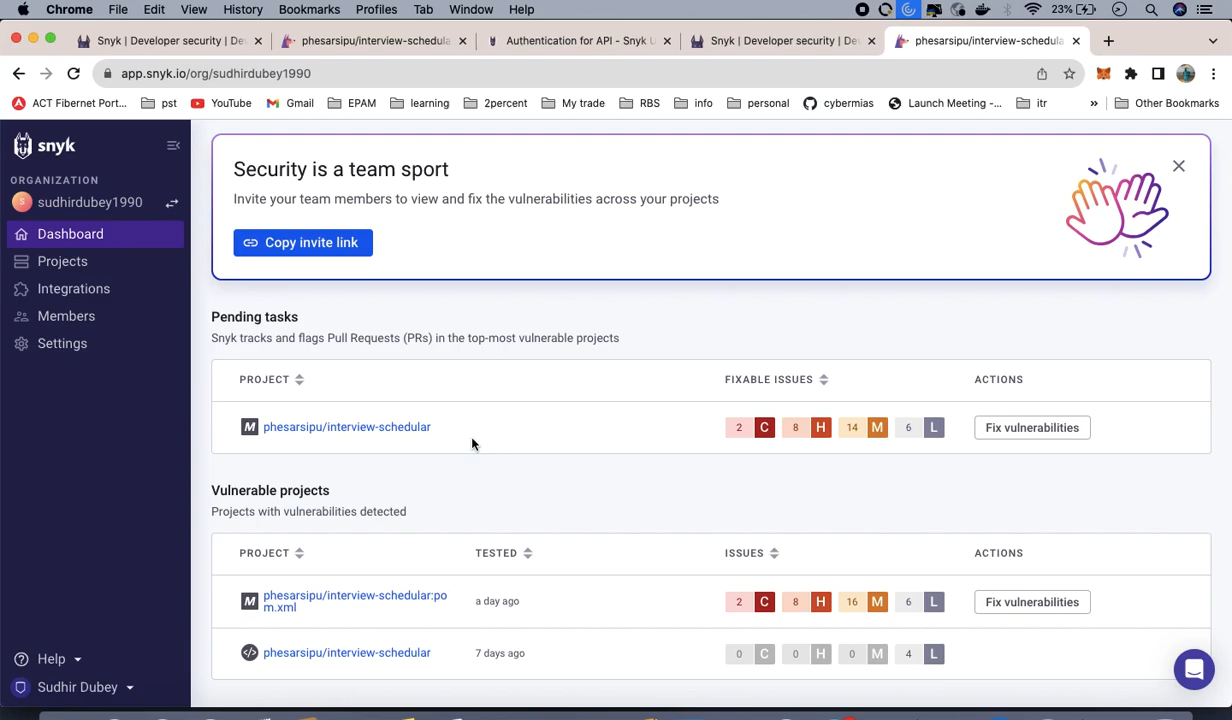 Chrome File Edit View History Bookmarks Profiles Tab Window Help 23%
Snyk | Developer security | De
phesarsipu/interview-schedula
Authentication for API - Snyk U
Snyk | Developer security | De
phesarsipu/interview-schedula
app.snyk.io/org/sudhirdubey1990
ACT Fibernet Port... pst YouTube Gmail EPAM learning 2percent My trade RBS info personal cybermias Launch Meeting -... itr » Other Bookmarks
snyk
ORGANIZATION
S sudhirdubey1990
Dashboard
Projects
Integrations
Members
Settings
Help
Sudhir Dubey
Security is a team sport
Invite your team members to view and fix the vulnerabilities across your projects
Copy invite link
Pending tasks
Snyk tracks and flags Pull Requests (PRs) in the top-most vulnerable projects
PROJECT FIXABLE ISSUES ACTIONS
M phesarsipu/interview-schedular 2 C 8 H 14 M 6 L Fix vulnerabilities
Vulnerable projects
Projects with vulnerabilities detected
PROJECT TESTED ISSUES ACTIONS
M phesarsipu/interview-schedular:po a day ago 2 C 8 H 16 M 6 L Fix vulnerabilities
m.xml
phesarsipu/interview-schedular 7 days ago 0 C 0 H 0 M 4 L